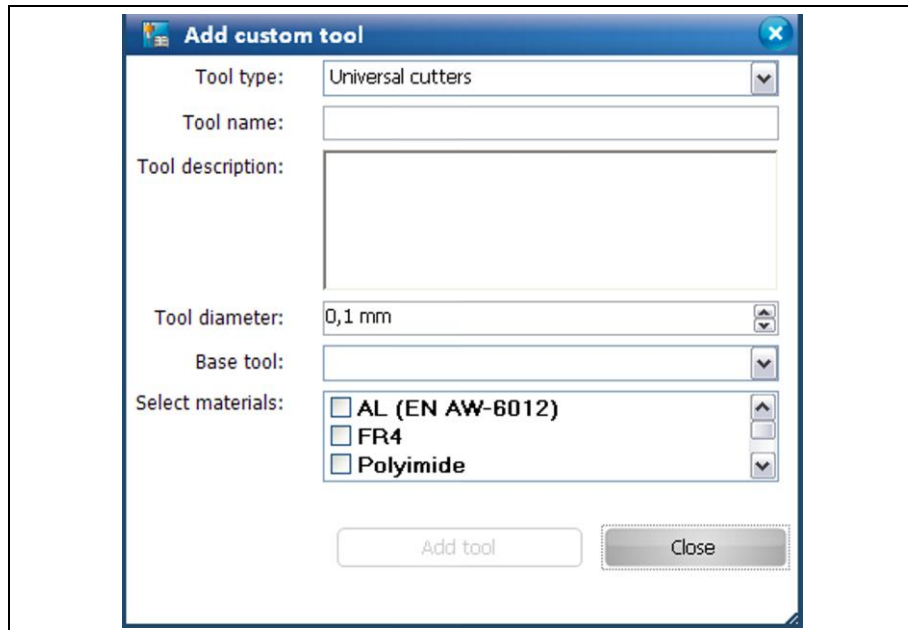 Add custom tool
Tool type: Universal cutters
Tool name:
Tool description:
Tool diameter: 0,1 mm
Base tool:
Select materials: AL (EN AW-6012)
FR4
Polyimide
Add tool Close